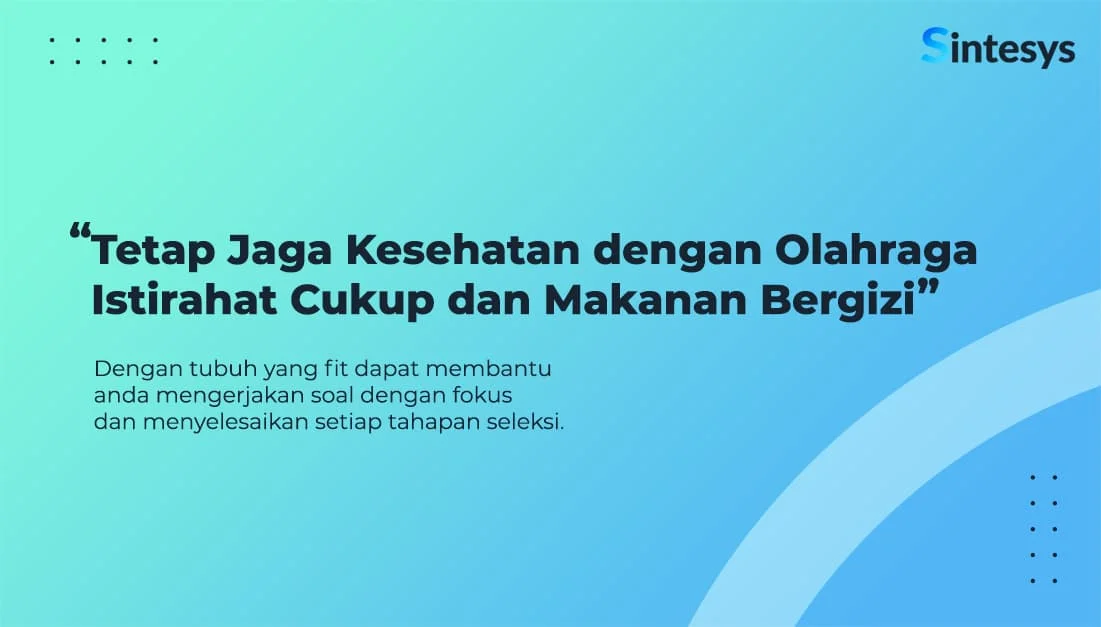 Sintesys
“Tetap Jaga Kesehatan dengan Olahraga
Istirahat Cukup dan Makanan Bergizi”
Dengan tubuh yang fit dapat membantu
anda mengerjakan soal dengan fokus
dan menyelesaikan setiap tahapan seleksi.